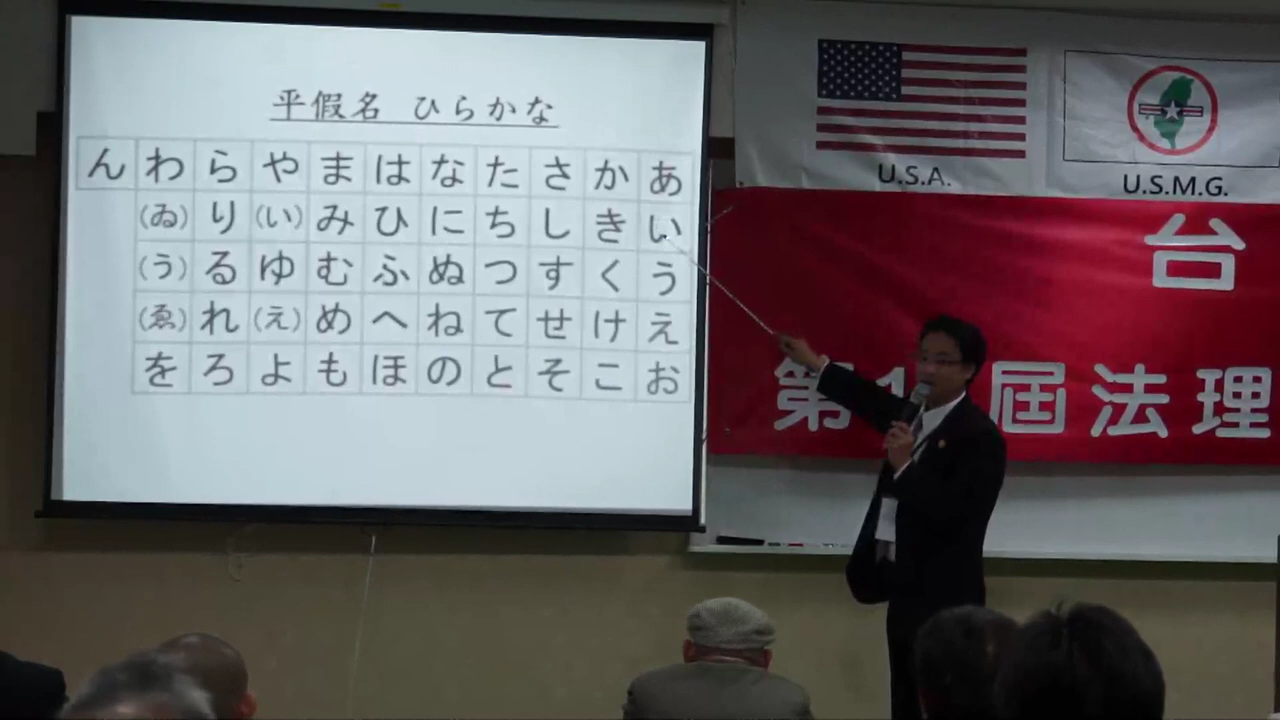 平假名 ひらかな
ん わ ら や ま は な た さ か あ
(ゐ) り (い) み ひ に ち し き い
(う) る ゆ む ふ ぬ つ す く う
(ゑ) れ (え) め へ ね て せ け え
を ろ よ も ほ の と そ こ お
U.S.A.
U.S.M.G.
台
第1 屆法理